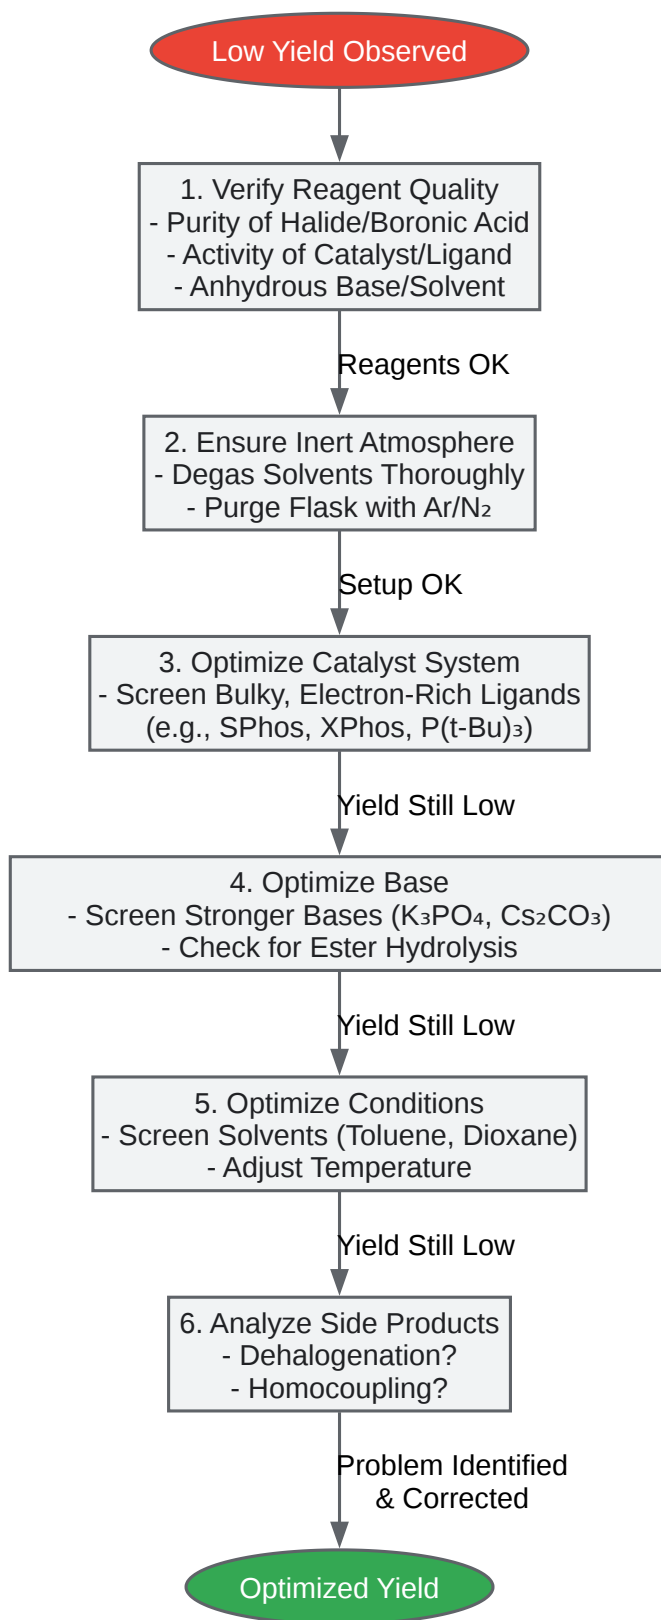 Low Yield Observed
1. Verify Reagent Quality
- Purity of Halide/Boronic Acid
- Activity of Catalyst/Ligand
- Anhydrous Base/Solvent
Reagents OK
2. Ensure Inert Atmosphere
- Degas Solvents Thoroughly
- Purge Flask with Ar/N₂
Setup OK
3. Optimize Catalyst System
- Screen Bulky, Electron-Rich Ligands
(e.g., SPhos, XPhos, P(t-Bu)₃)
Yield Still Low
4. Optimize Base
- Screen Stronger Bases (K₃PO₄, Cs₂CO₃)
- Check for Ester Hydrolysis
Yield Still Low
5. Optimize Conditions
- Screen Solvents (Toluene, Dioxane)
- Adjust Temperature
Yield Still Low
6. Analyze Side Products
- Dehalogenation?
- Homocoupling?
Problem Identified
& Corrected
Optimized Yield